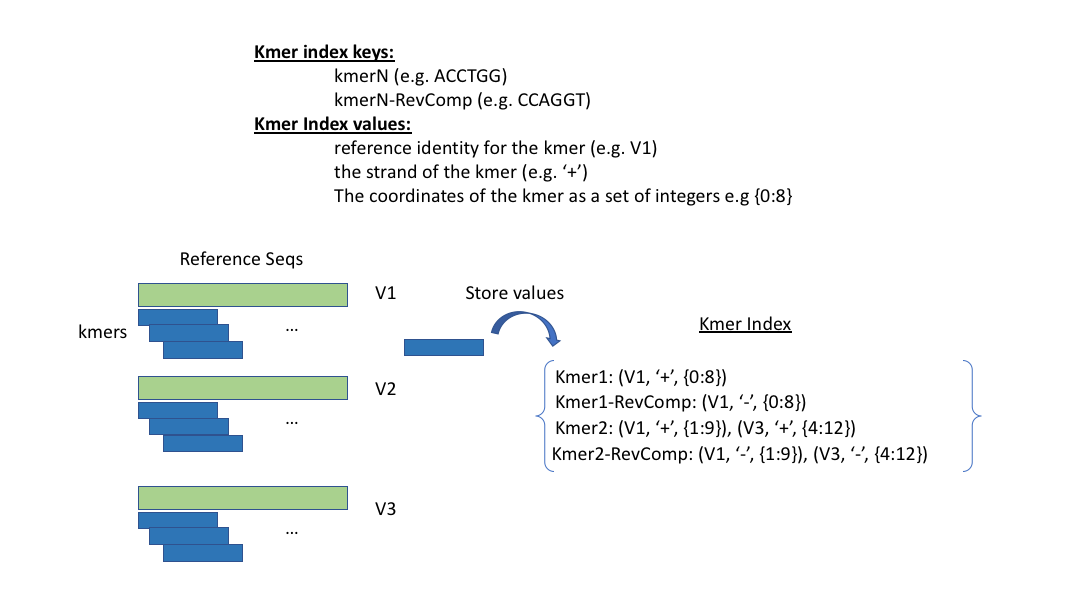 Kmer index keys:
kmerN (e.g. ACCTGG)
kmerN-RevComp (e.g. CCAGGT)
Kmer Index values:
reference identity for the kmer (e.g. V1)
the strand of the kmer (e.g. ‘+’)
The coordinates of the kmer as a set of integers e.g {0:8}
Reference Seqs
V1
Store values
...
kmers
Kmer Index
Kmer1: (V1, ‘+’, {0:8})
Kmer1-RevComp: (V1, ‘-’, {0:8})
Kmer2: (V1, ‘+’, {1:9}), (V3, ‘+’, {4:12})
Kmer2-RevComp: (V1, ‘-’, {1:9}), (V3, ‘-’, {4:12})
V2
...
V3
...